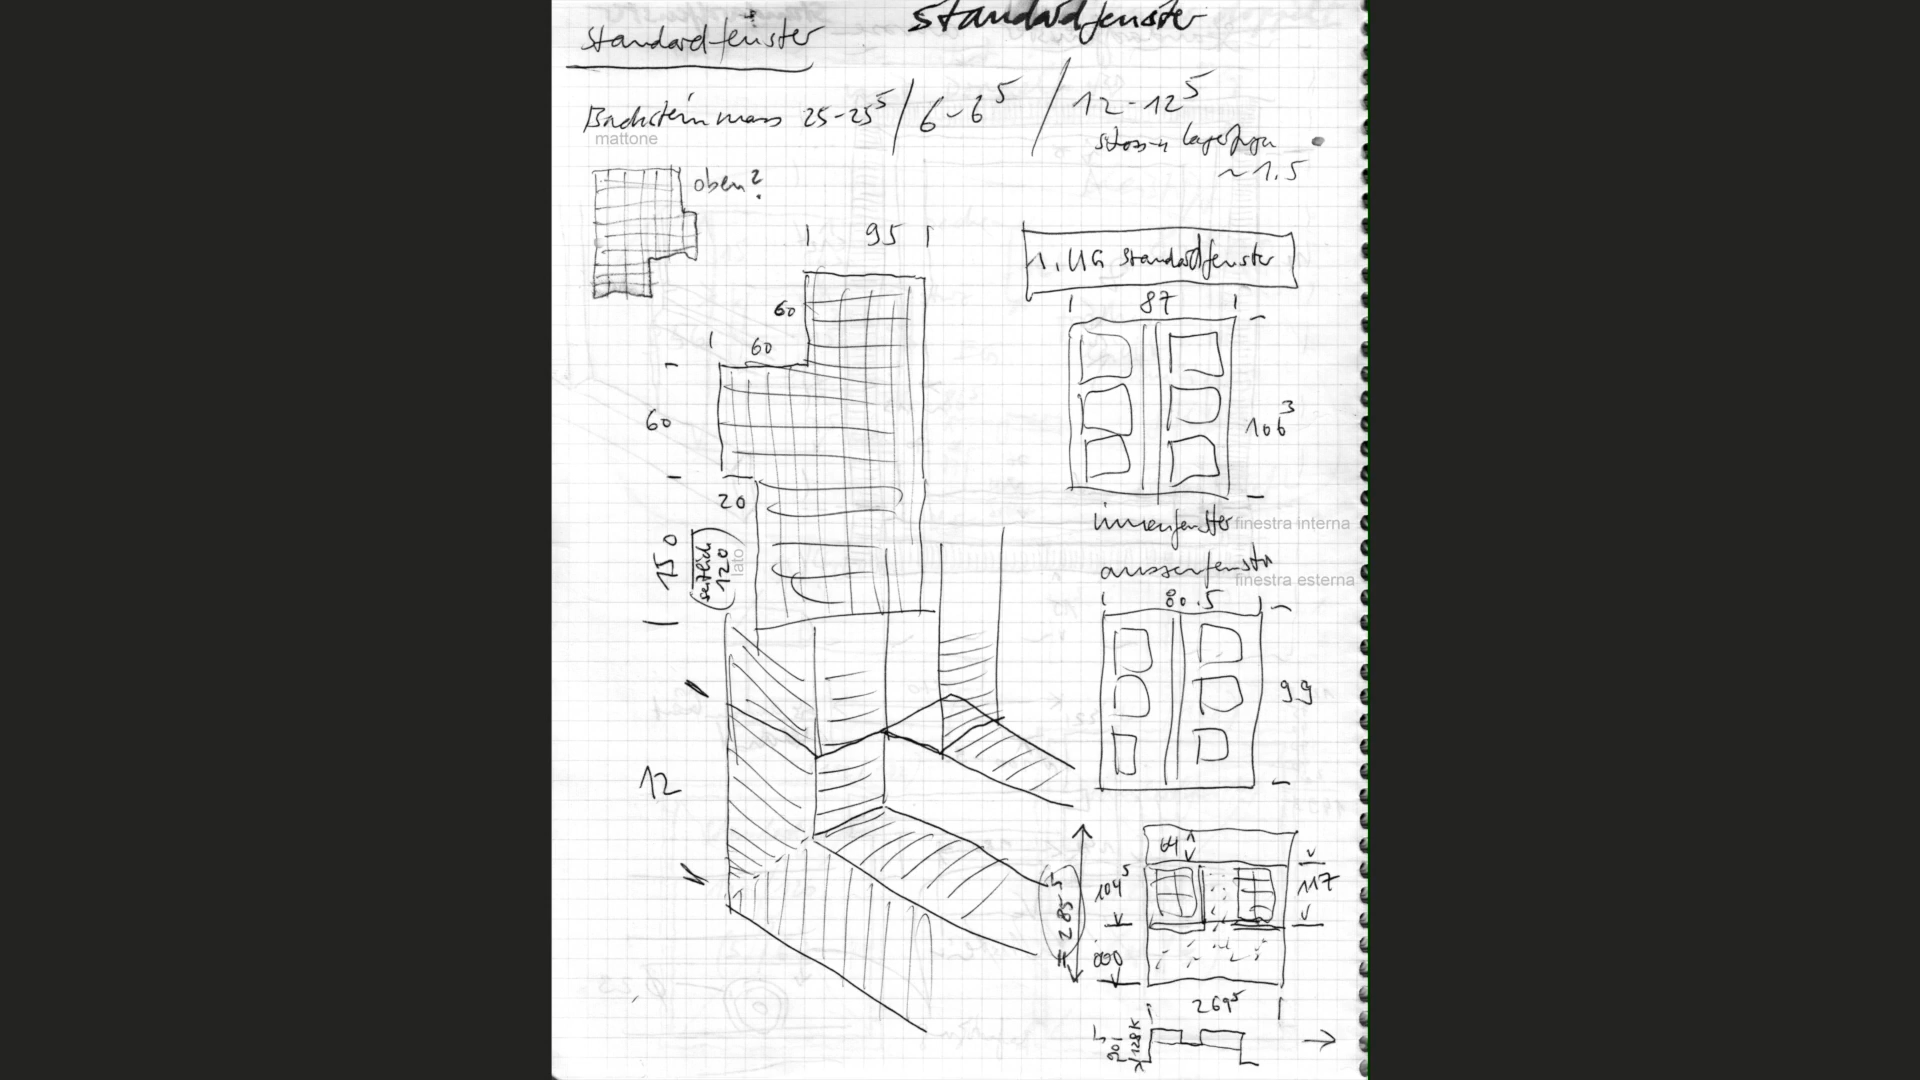 standardfenster
standardfenster
Backsteinmass 25-25⁵ / 6-6⁵ / 12-12⁵
mattone
stoss-u lagerfuge
~1.5
oben?
95
1.UG standardfenster
87
60
60
60
106³
20
innenfenster finestra interna
150
seitlich
120
lato
aussenfenster
finestra esterna
80.5
99
12
64
104⁵
117
= 285.5
269⁵